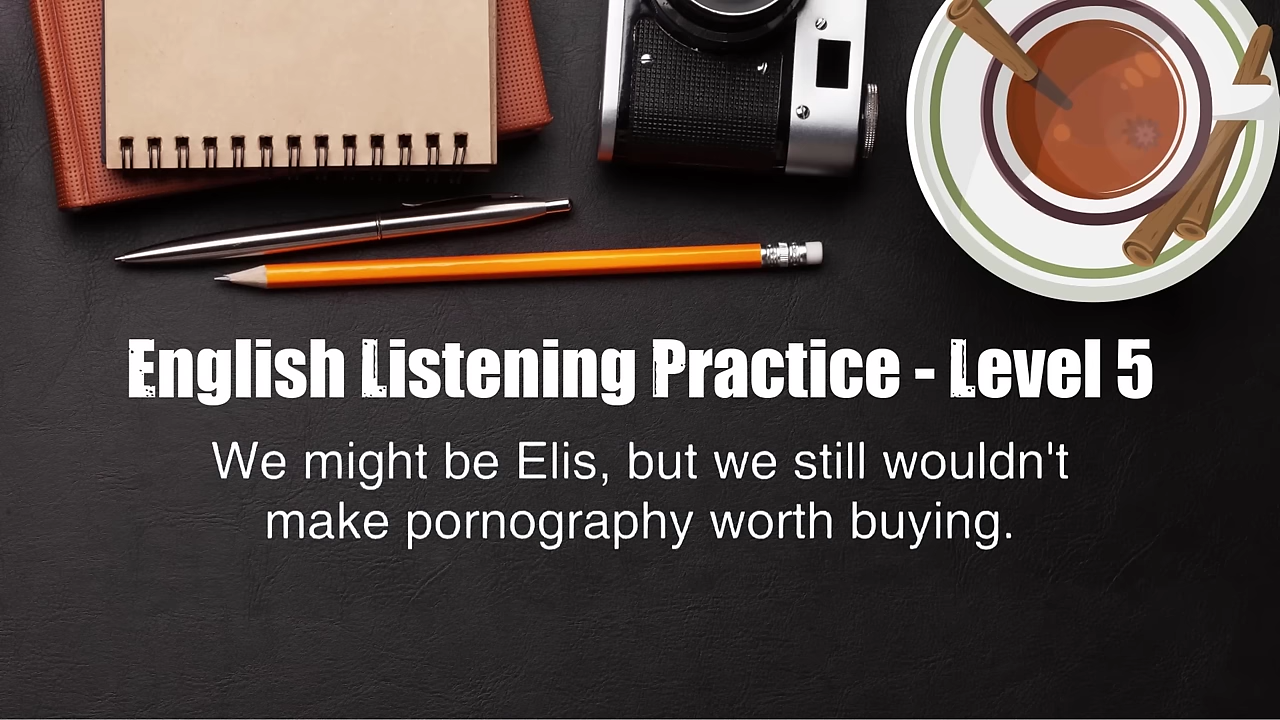 English Listening Practice - Level 5
We might be Elis, but we still wouldn't
make pornography worth buying.